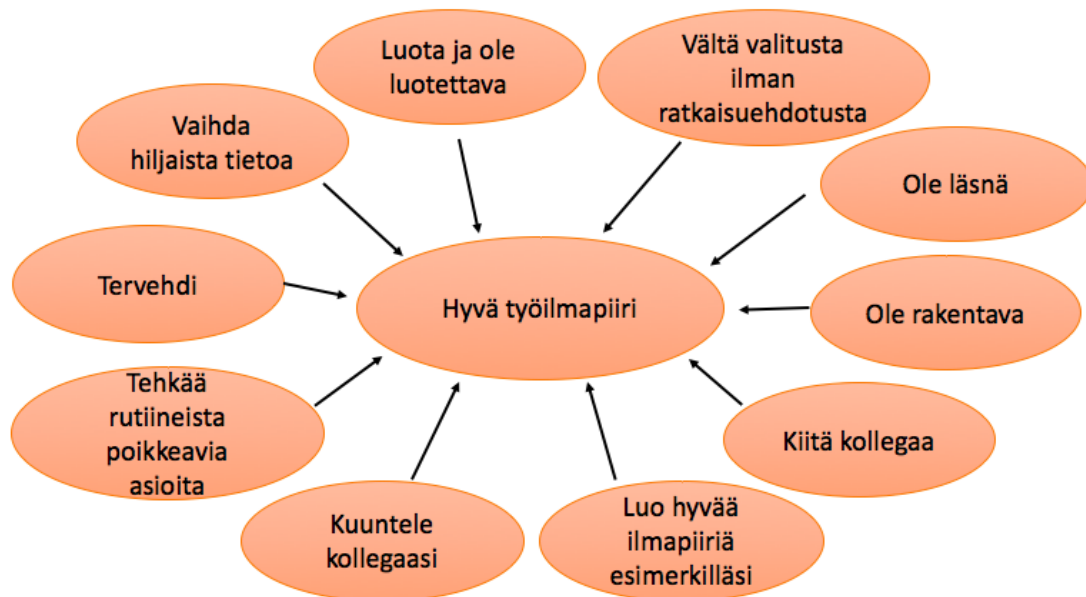 Luota ja ole
luotettava
Vältä valitusta
ilman
ratkaisuehdotusta
Vaihda
hiljaista tietoa
Ole läsnä
Tervehdi
Hyvä työilmapiiri
Ole rakentava
Tehkää
rutiineista
poikkeavia
asioita
Kiitä kollegaa
Kuuntele
kollegaasi
Luo hyvää
ilmapiiriä
esimerkilläsi